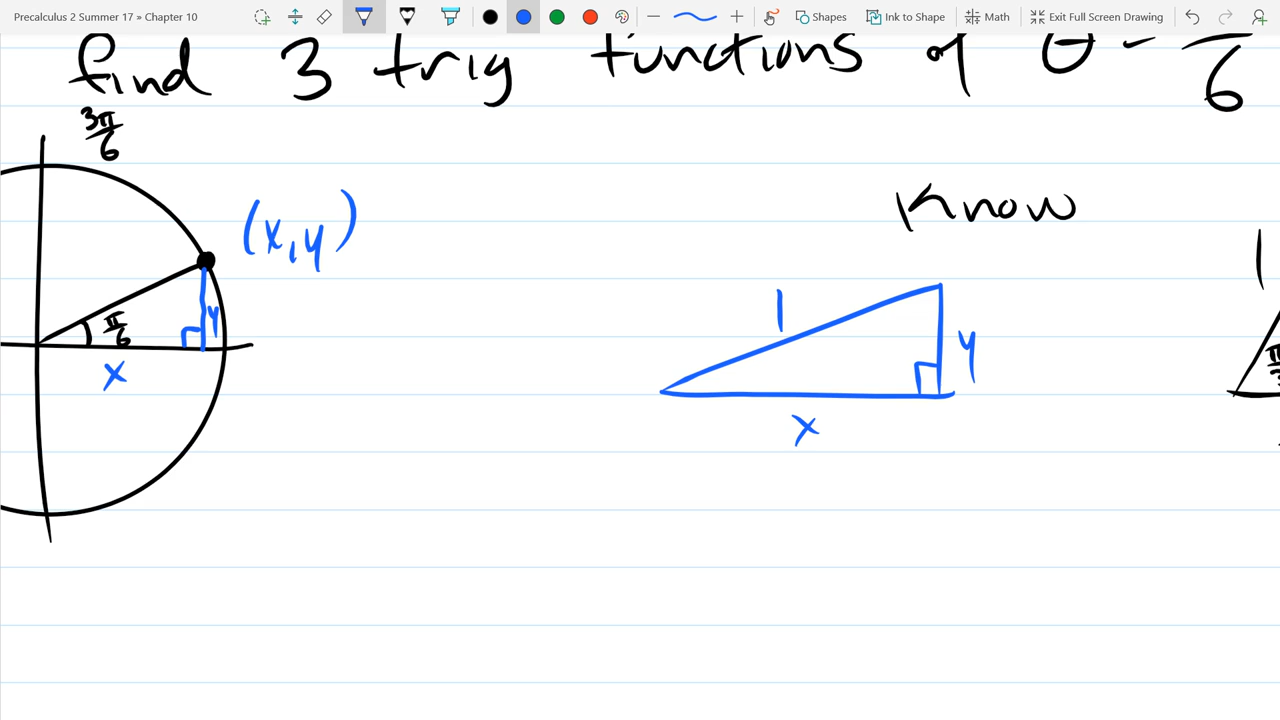 Precalculus 2 Summer 17 » Chapter 10
Shapes
Ink to Shape
Math
Exit Full Screen Drawing
find 3 trig functions of θ -
6
3π
6
(x,y)
Know
1
1
π
6
y
x
y
x
π